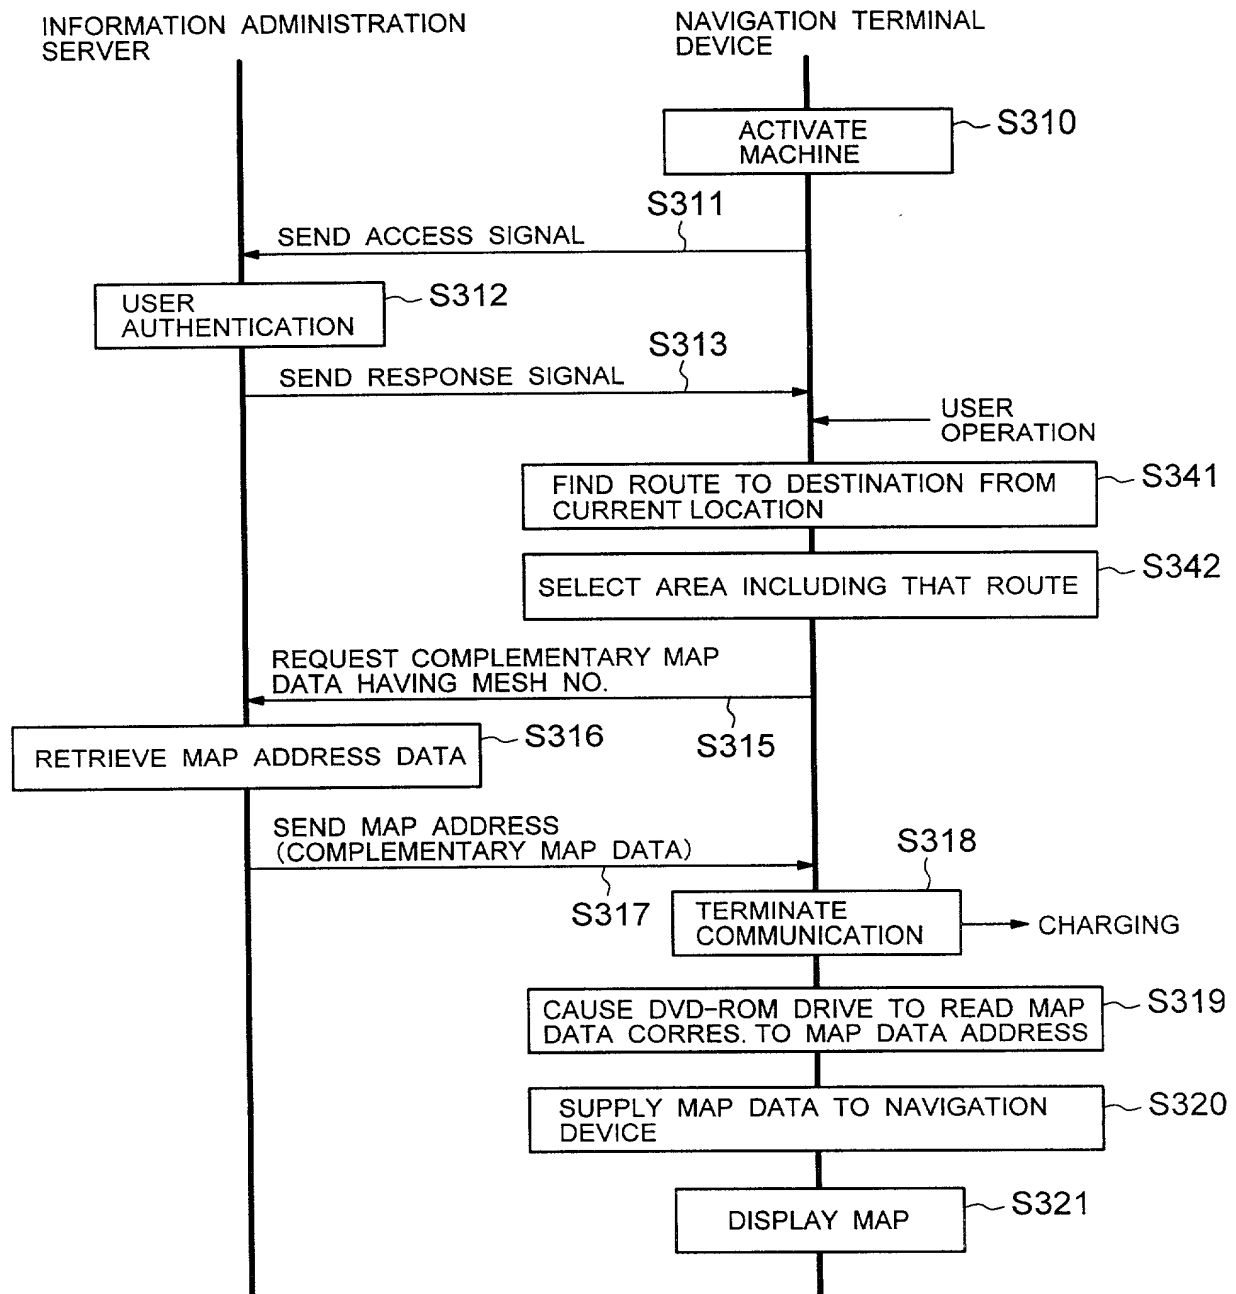 INFORMATION ADMINISTRATION
SERVER
NAVIGATION TERMINAL
DEVICE
ACTIVATE
MACHINE
S310
S311
SEND ACCESS SIGNAL
USER
AUTHENTICATION
S312
S313
SEND RESPONSE SIGNAL
USER
OPERATION
FIND ROUTE TO DESTINATION FROM
CURRENT LOCATION
S341
SELECT AREA INCLUDING THAT ROUTE
S342
REQUEST COMPLEMENTARY MAP
DATA HAVING MESH NO.
S315
RETRIEVE MAP ADDRESS DATA
S316
SEND MAP ADDRESS
(COMPLEMENTARY MAP DATA)
S317
S318
TERMINATE
COMMUNICATION
CHARGING
CAUSE DVD-ROM DRIVE TO READ MAP
DATA CORRES. TO MAP DATA ADDRESS
S319
SUPPLY MAP DATA TO NAVIGATION
DEVICE
S320
DISPLAY MAP
S321